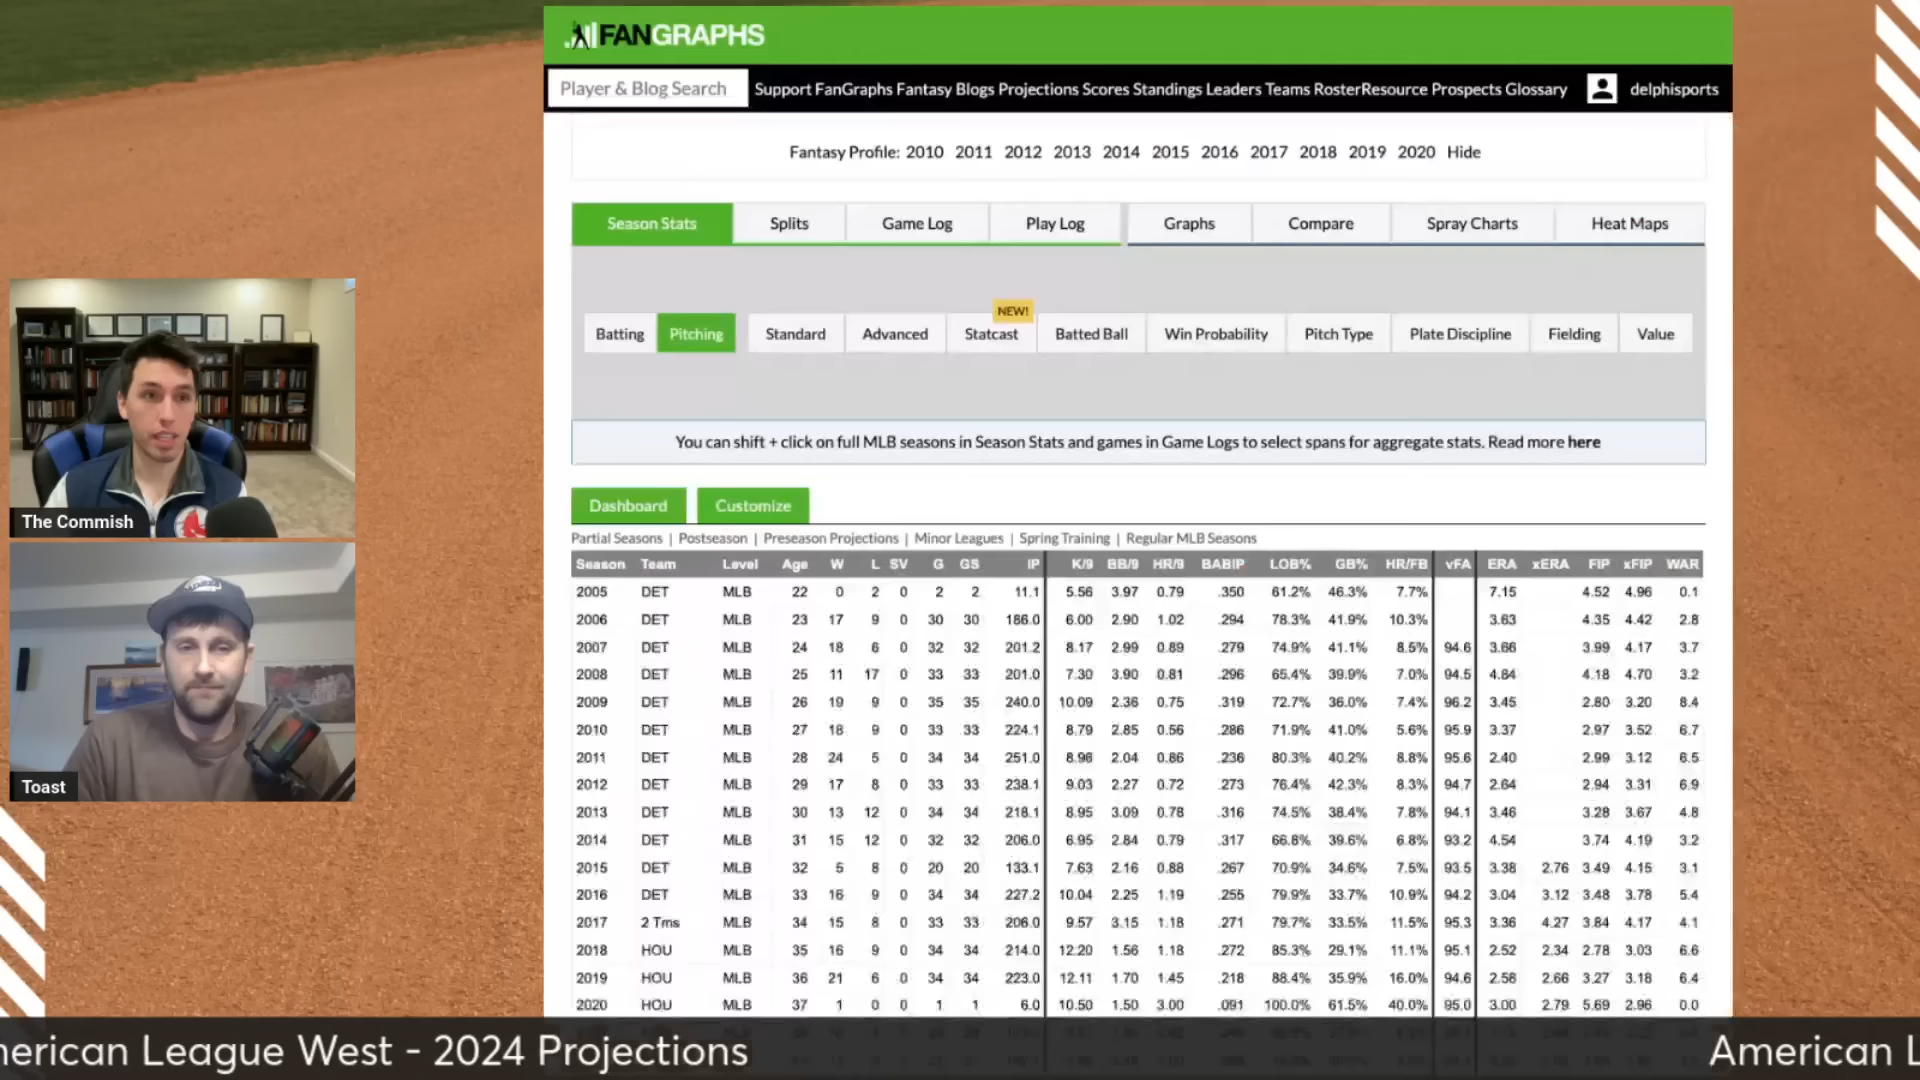 FANGRAPHS
Player & Blog Search Support FanGraphs Fantasy Blogs Projections Scores Standings Leaders Teams RosterResource Prospects Glossary delphisports
Fantasy Profile: 2010 2011 2012 2013 2014 2015 2016 2017 2018 2019 2020 Hide
Season Stats Splits Game Log Play Log Graphs Compare Spray Charts Heat Maps
NEW!
Batting Pitching Standard Advanced Statcast Batted Ball Win Probability Pitch Type Plate Discipline Fielding Value
You can shift + click on full MLB seasons in Season Stats and games in Game Logs to select spans for aggregate stats. Read more here
Dashboard Customize
Partial Seasons | Postseason | Preseason Projections | Minor Leagues | Spring Training | Regular MLB Seasons
Season Team Level Age W L SV G GS IP K/9 BB/9 HR/9 BABIP LOB% GB% HR/FB vFA ERA xERA FIP xFIP WAR
2005 DET MLB 22 0 2 0 2 2 11.1 5.56 3.97 0.79 .350 61.2% 46.3% 7.7% 7.15 4.52 4.96 0.1
2006 DET MLB 23 17 9 0 30 30 186.0 6.00 2.90 1.02 .294 78.3% 41.9% 10.3% 3.63 4.35 4.42 2.8
2007 DET MLB 24 18 6 0 32 32 201.2 8.17 2.99 0.89 .279 74.9% 41.1% 8.5% 94.6 3.66 3.99 4.17 3.7
2008 DET MLB 25 11 17 0 33 33 201.0 7.30 3.90 0.81 .296 65.4% 39.9% 7.0% 94.5 4.84 4.18 4.70 3.2
2009 DET MLB 26 19 9 0 35 35 240.0 10.09 2.36 0.75 .319 72.7% 36.0% 7.4% 96.2 3.45 2.80 3.20 8.4
2010 DET MLB 27 18 9 0 33 33 224.1 8.79 2.85 0.56 .286 71.9% 41.0% 5.6% 95.9 3.37 2.97 3.52 6.7
2011 DET MLB 28 24 5 0 34 34 251.0 8.96 2.04 0.86 .236 80.3% 40.2% 8.8% 95.6 2.40 2.99 3.12 6.5
2012 DET MLB 29 17 8 0 33 33 238.1 9.03 2.27 0.72 .273 76.4% 42.3% 8.3% 94.7 2.64 2.94 3.31 6.9
2013 DET MLB 30 13 12 0 34 34 218.1 8.95 3.09 0.78 .316 74.5% 38.4% 7.8% 94.1 3.46 3.28 3.67 4.8
2014 DET MLB 31 15 12 0 32 32 206.0 6.95 2.84 0.79 .317 66.8% 39.6% 6.8% 93.2 4.54 3.74 4.19 3.2
2015 DET MLB 32 5 8 0 20 20 133.1 7.63 2.16 0.88 .267 70.9% 34.6% 7.5% 93.5 3.38 2.76 3.49 4.15 3.1
2016 DET MLB 33 16 9 0 34 34 227.2 10.04 2.25 1.19 .255 79.9% 33.7% 10.9% 94.2 3.04 3.12 3.48 3.78 5.4
2017 2 Tms MLB 34 15 8 0 33 33 206.0 9.57 3.15 1.18 .271 79.7% 33.5% 11.5% 95.3 3.36 4.27 3.84 4.17 4.1
2018 HOU MLB 35 16 9 0 34 34 214.0 12.20 1.56 1.18 .272 85.3% 29.1% 11.1% 95.1 2.52 2.34 2.78 3.03 6.6
2019 HOU MLB 36 21 6 0 34 34 223.0 12.11 1.70 1.45 .218 88.4% 35.9% 16.0% 94.6 2.58 2.66 3.27 3.18 6.4
2020 HOU MLB 37 1 0 0 1 1 6.0 10.50 1.50 3.00 .091 100.0% 61.5% 40.0% 95.0 3.00 2.79 5.69 2.96 0.0
The Commish
Toast
nerican League West - 2024 Projections American L